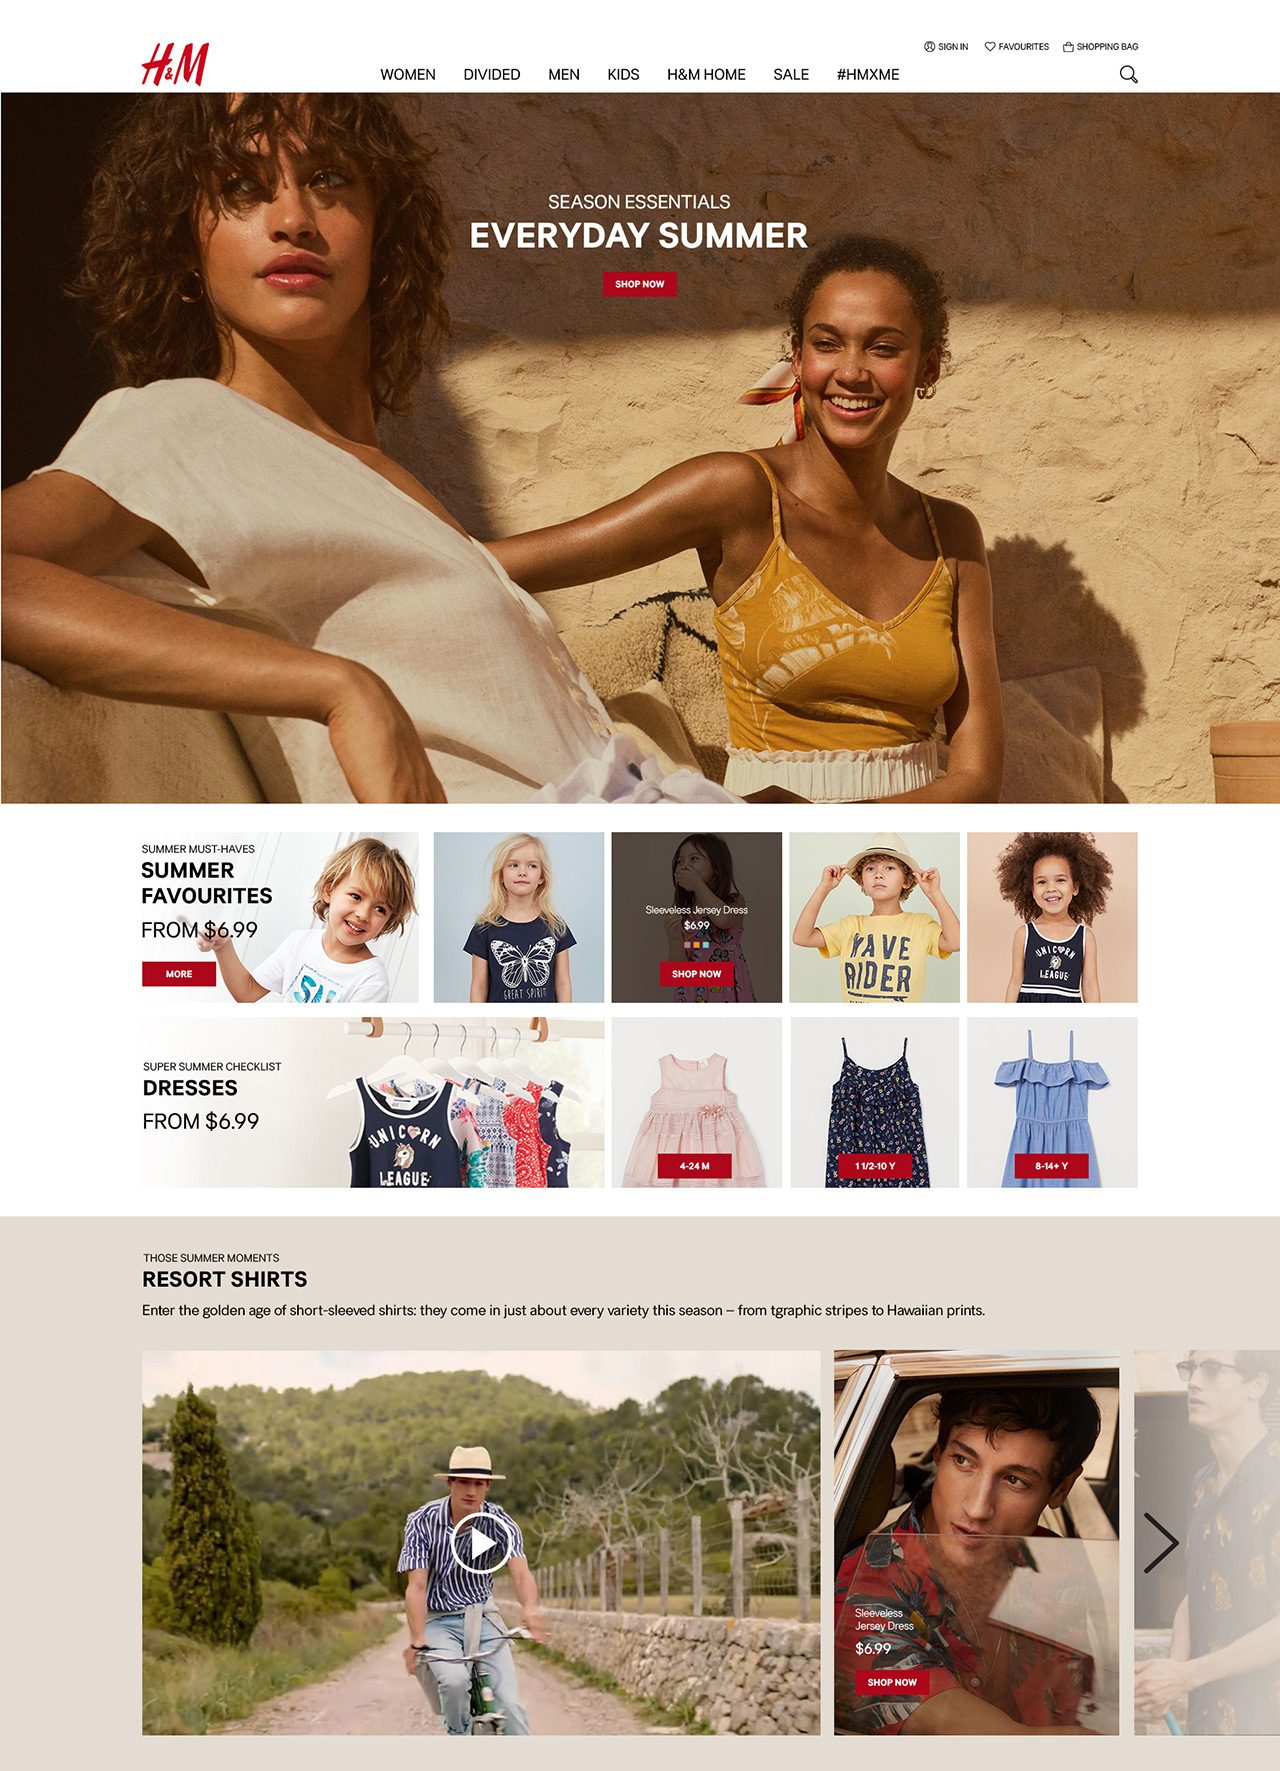 SIGN IN
FAVOURITES
SHOPPING BAG
H&M
WOMEN
DIVIDED
MEN
KIDS
H&M HOME
SALE
#HMXME
SEASON ESSENTIALS
EVERYDAY SUMMER
SHOP NOW
SUMMER MUST-HAVES
SUMMER
FAVOURITES
FROM $6.99
MORE
GREAT SPIRIT
Sleeveless Jersey Dress
$6.99
SHOP NOW
RIDER
UNICORN
LEAGUE
SUPER SUMMER CHECKLIST
DRESSES
FROM $6.99
UNICORN
LEAGUE
4-24 M
1 1/2-10 Y
8-14+ Y
THOSE SUMMER MOMENTS
RESORT SHIRTS
Enter the golden age of short-sleeved shirts: they come in just about every variety this season – from tgraphic stripes to Hawaiian prints.
Sleeveless
Jersey Dress
$6.99
SHOP NOW